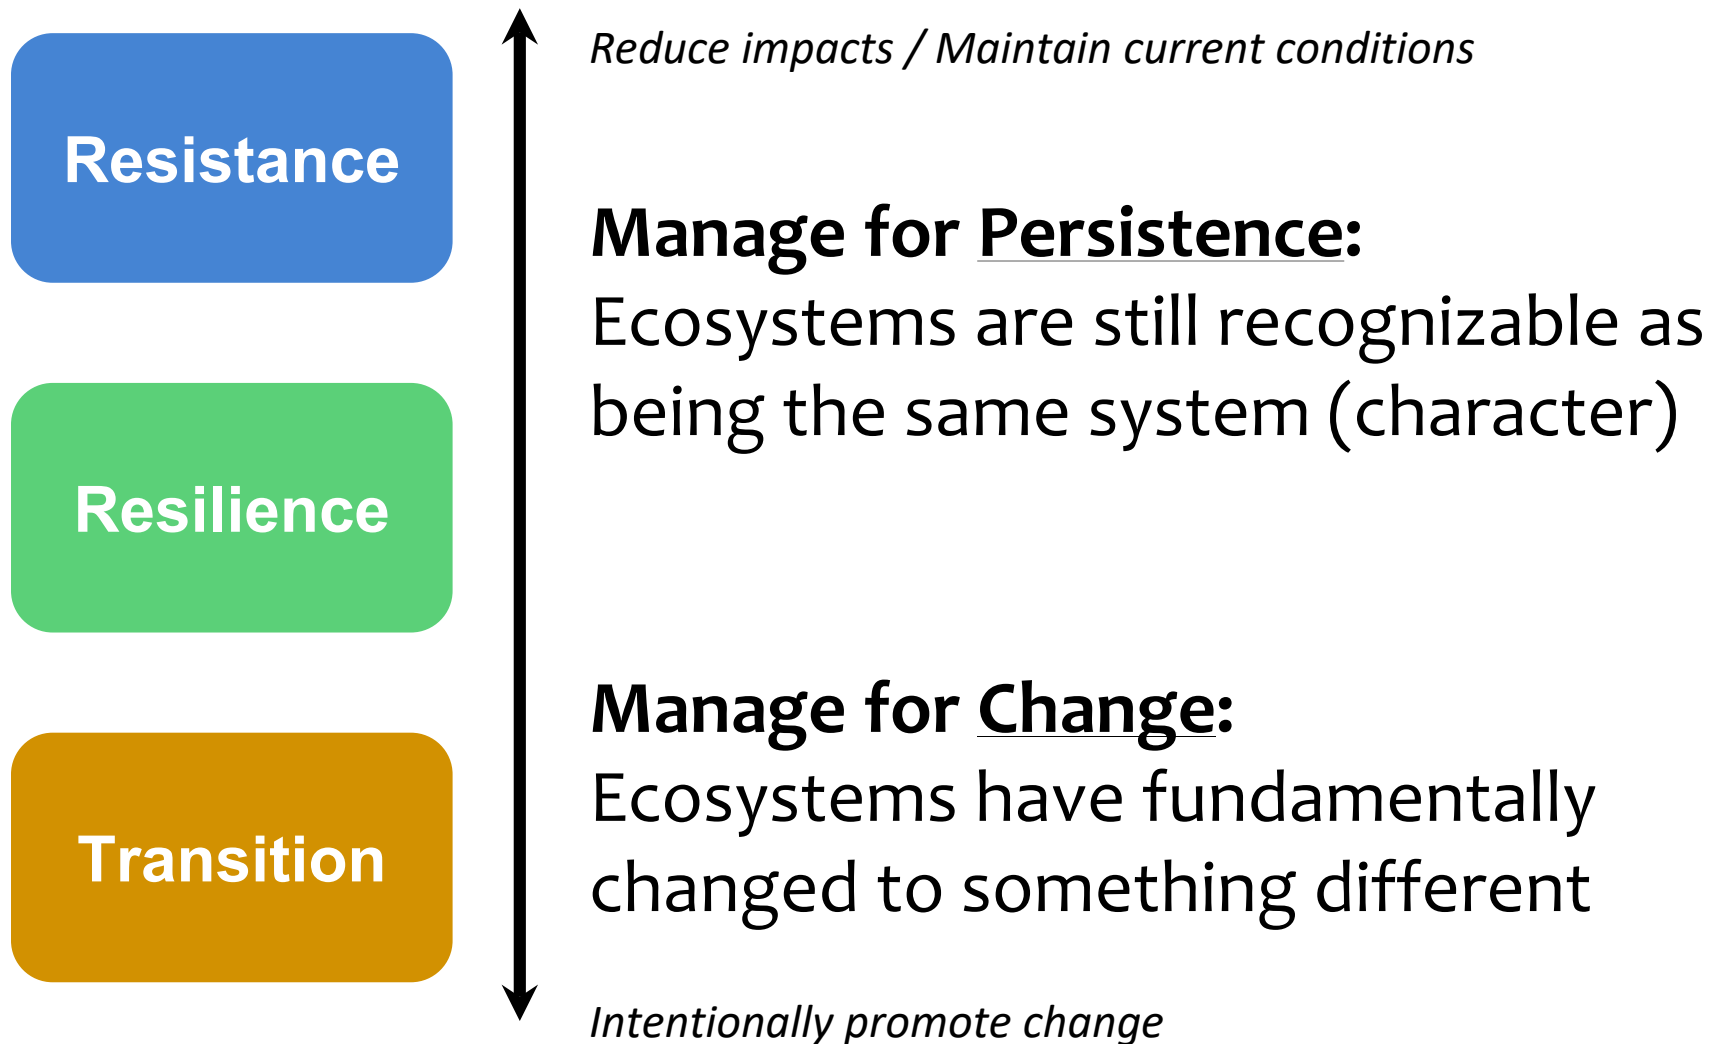 Resistance
Resilience
Transition
Reduce impacts / Maintain current conditions
Manage for Persistence:
Ecosystems are still recognizable as
being the same system (character)
Manage for Change:
Ecosystems have fundamentally
changed to something different
Intentionally promote change